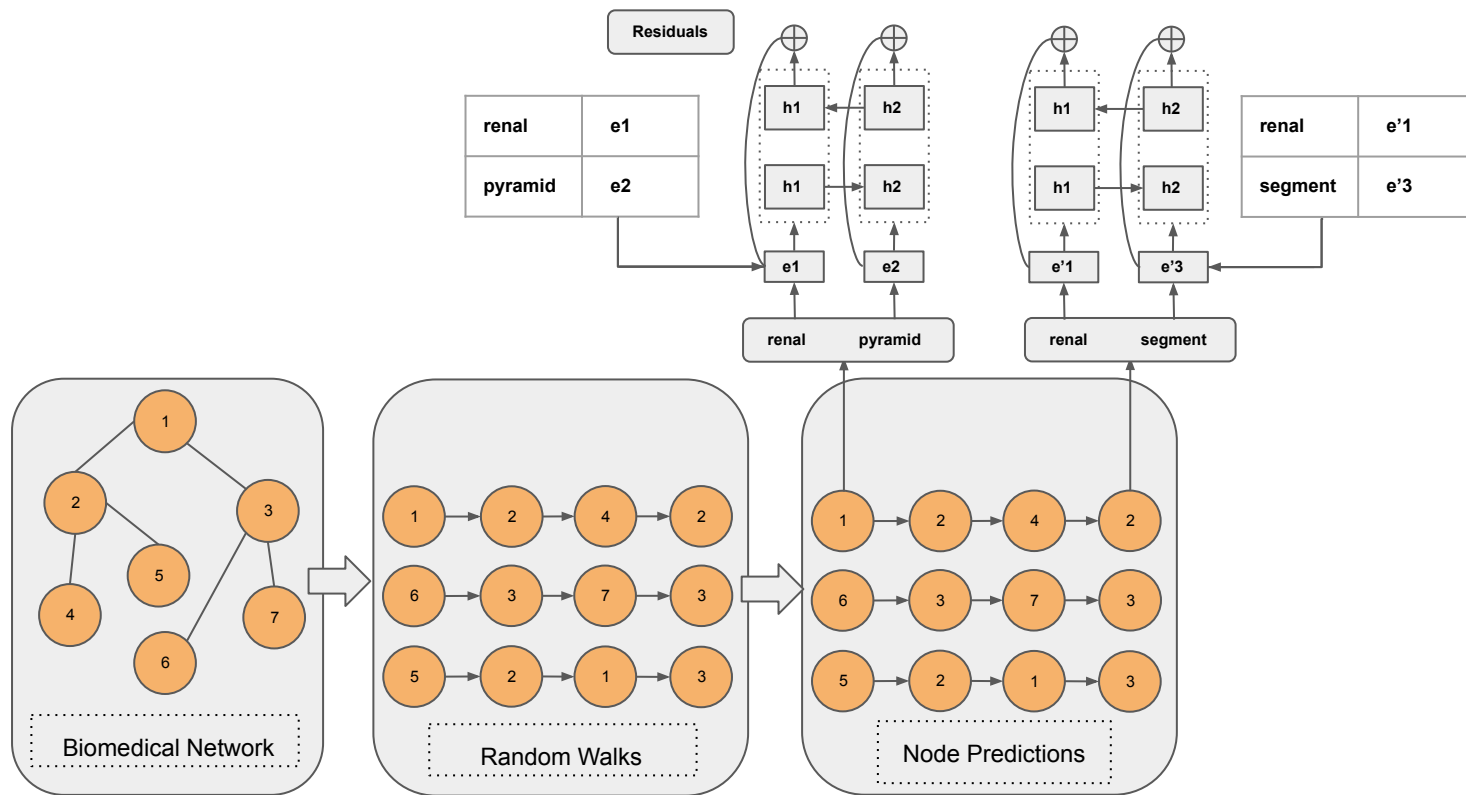 Residuals
renal e1
pyramid e2
h1 h2
h1 h2
e1 e2
renal pyramid
h1 h2
h1 h2
e'1 e'3
renal segment
renal e'1
segment e'3
1
2 3
5
4 7
6
Biomedical Network
1 2 4 2
6 3 7 3
5 2 1 3
Random Walks
1 2 4 2
6 3 7 3
5 2 1 3
Node Predictions